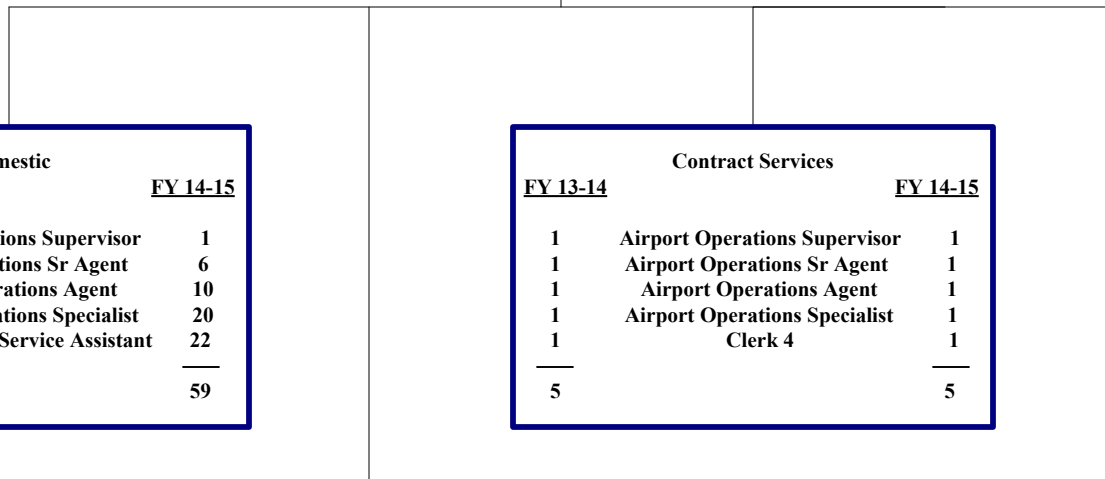 mestic
FY 14-15
ions Supervisor 1
tions Sr Agent 6
rations Agent 10
ations Specialist 20
Service Assistant 22
59
Contract Services
FY 13-14 FY 14-15
1 Airport Operations Supervisor 1
1 Airport Operations Sr Agent 1
1 Airport Operations Agent 1
1 Airport Operations Specialist 1
1 Clerk 4 1
5 5